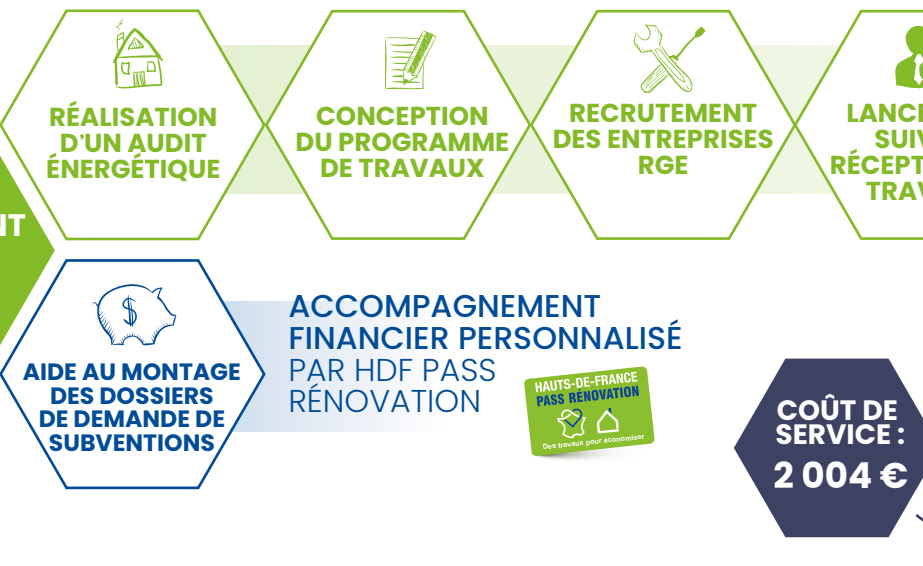 RÉALISATION
D'UN AUDIT
ÉNERGÉTIQUE
CONCEPTION
DU PROGRAMME
DE TRAVAUX
RECRUTEMENT
DES ENTREPRISES
RGE
AIDE AU MONTAGE
DES DOSSIERS
DE DEMANDE DE
SUBVENTIONS
ACCOMPAGNEMENT
FINANCIER PERSONNALISÉ
PAR HDF PASS
RÉNOVATION
HAUTS-DE-FRANCE
PASS RÉNOVATION
Des travaux pour économiser
COÛT DE
SERVICE :
2 004 €